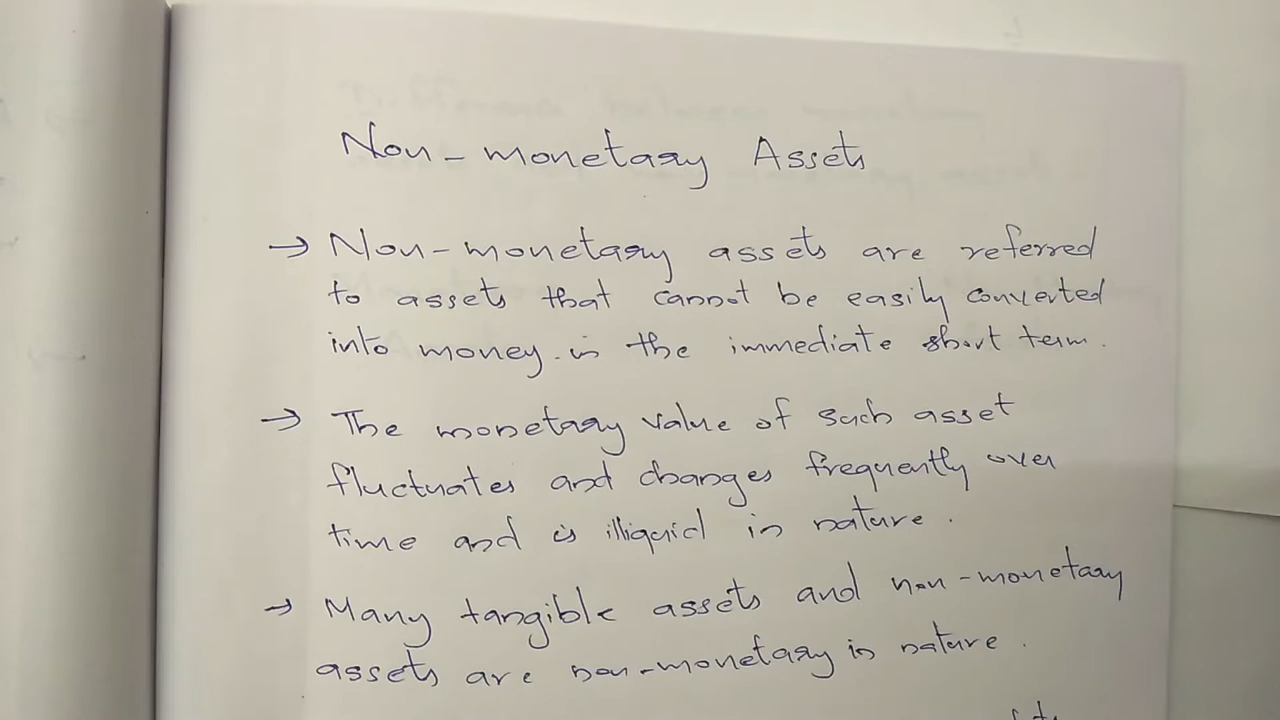 Non-monetary Assets
→ Non-monetary assets are referred
to assets that cannot be easily converted
into money in the immediate short term.
→ The monetary value of such asset
fluctuates and changes frequently over
time and is illiquid in nature.
→ Many tangible assets and non-monetary
assets are non-monetary in nature.